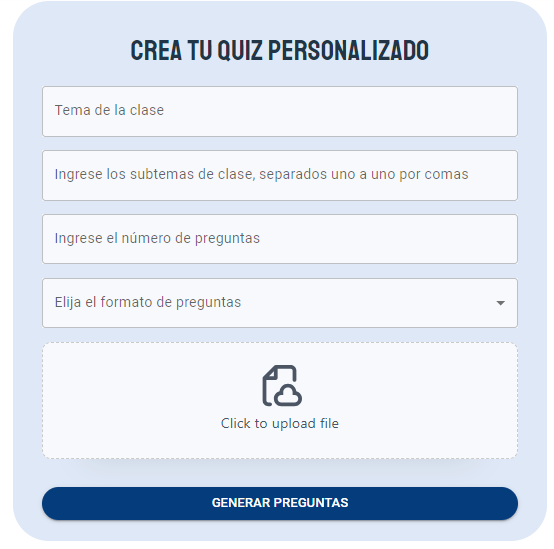 CREA TU QUIZ PERSONALIZADO
Tema de la clase
Ingrese los subtemas de clase, separados uno a uno por comas
Ingrese el número de preguntas
Elija el formato de preguntas
Click to upload file
GENERAR PREGUNTAS